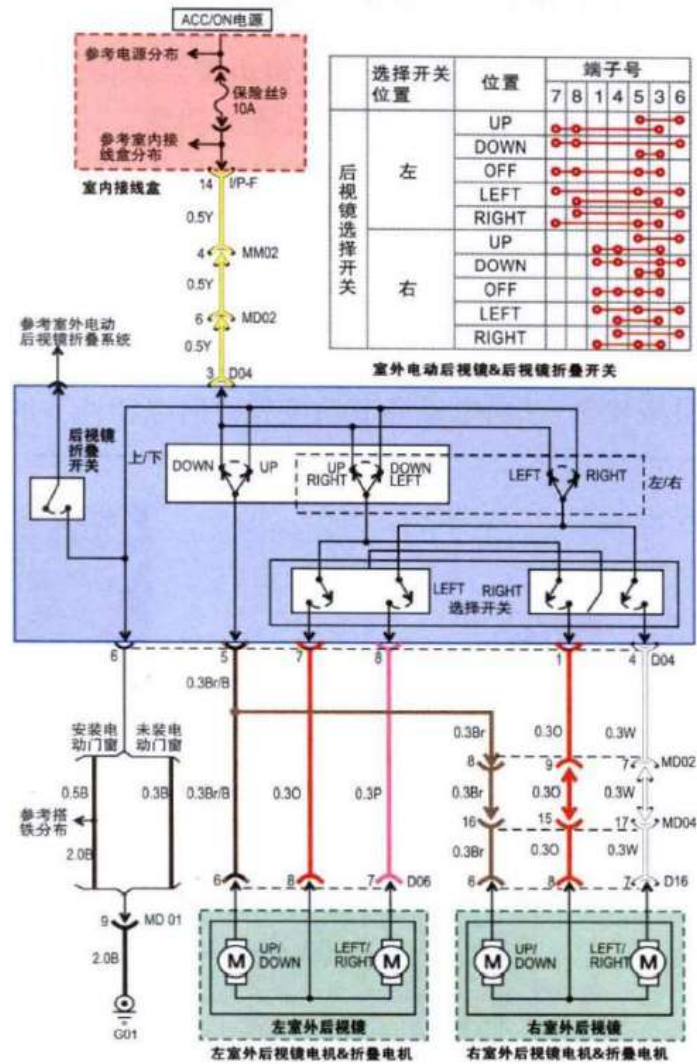 ACC/ON电源
参考电源分布
保险丝9
10A
参考室内接
线盒分布
室内接线盒
14 I/P-F
0.5Y
4 MM02
0.5Y
6 MD02
0.5Y
3 D04
选择开关
位置
位置
端子号
7 8 1 4 5 3 6
后视镜选择开关
左
UP
DOWN
OFF
LEFT
RIGHT
右
UP
DOWN
OFF
LEFT
RIGHT
室外电动后视镜&后视镜折叠开关
参考室外电动
后视镜折叠系统
后视镜
折叠
开关
上/下
DOWN UP
UP DOWN
RIGHT LEFT
LEFT RIGHT
左/右
LEFT RIGHT
选择开关
6 5 7 8 1 4 D04
0.3Br/B
安装电
动门窗
未装电
动门窗
0.3Br 0.3O 0.3W
8 9 7 MD02
0.5B 0.3B 0.3Br/B 0.3O 0.3P 0.3Br 0.3O 0.3W
参考搭
铁分布
16 15 17 MD04
2.0B
0.3Br 0.3O 0.3W
6 8 7 D06
6 8 7 D16
9 MD 01
2.0B
G01
M UP/
DOWN
LEFT/
RIGHT M
左室外后视镜
左室外后视镜电机&折叠电机
M UP/
DOWN
LEFT/
RIGHT M
右室外后视镜
右室外后视镜电机&折叠电机